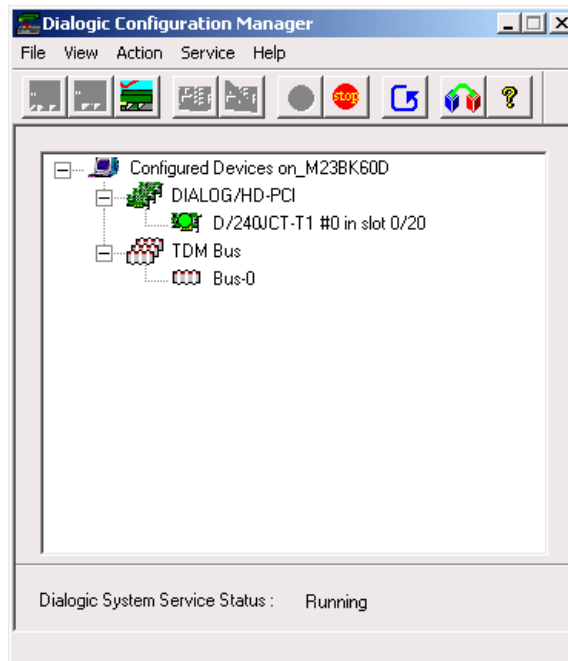 Dialogic Configuration Manager
File View Action Service Help
stop
?
Configured Devices on_M23BK60D
DIALOG/HD-PCI
D/240JCT-T1 #0 in slot 0/20
TDM Bus
Bus-0
Dialogic System Service Status : Running